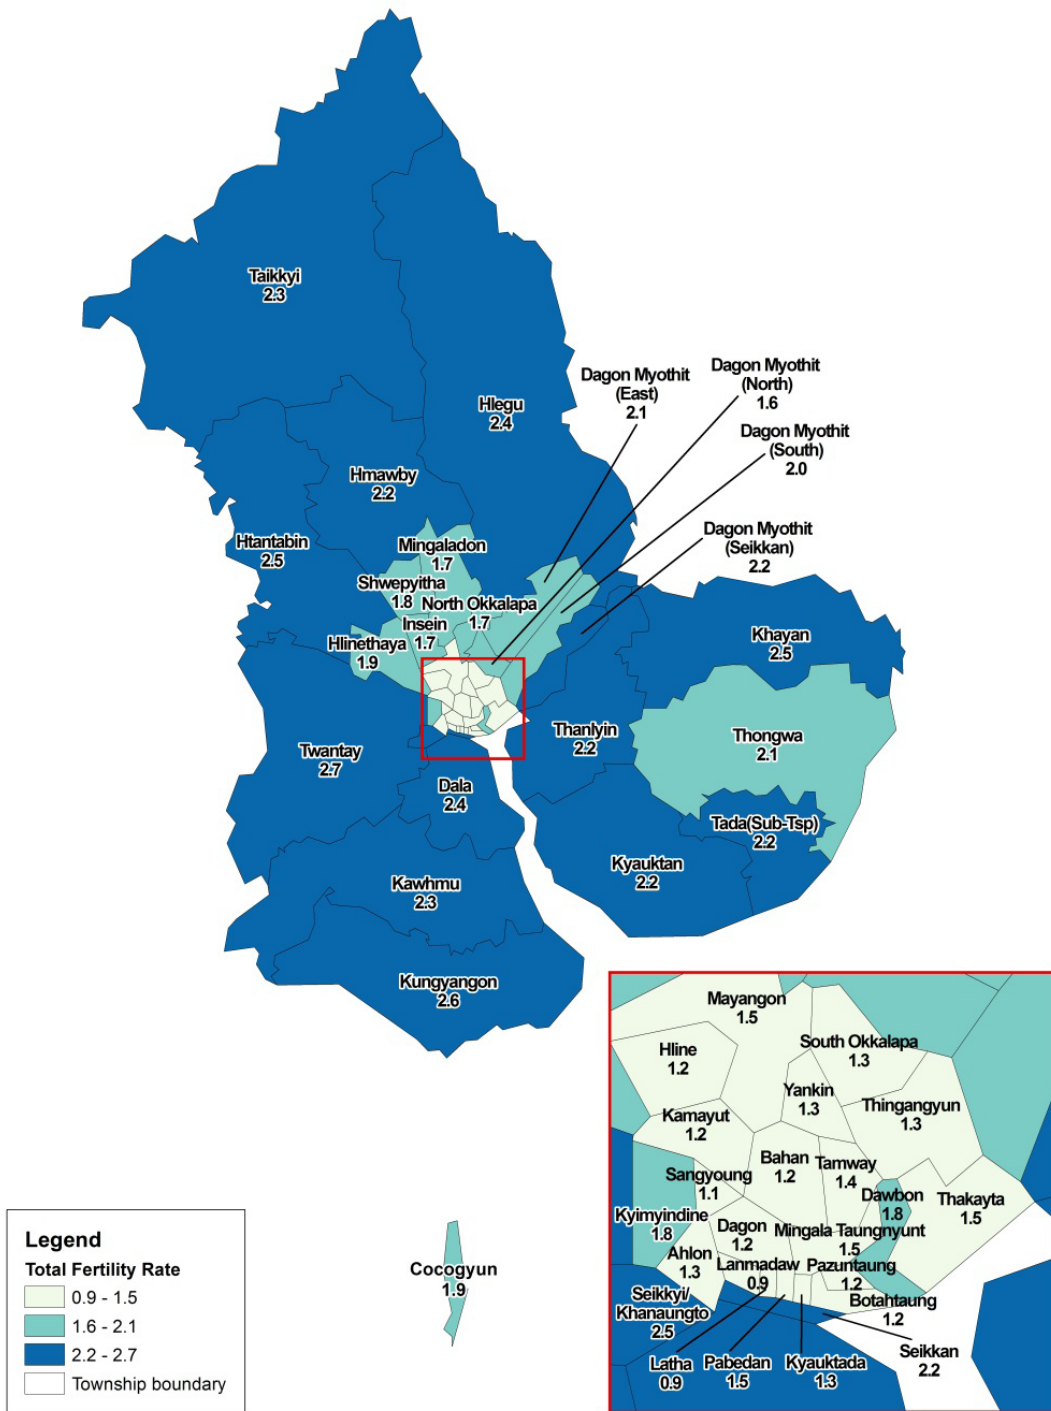 Taikkyi
2.3
Hlegu
2.4
Dagon Myothit
(East)
2.1
Dagon Myothit
(North)
1.6
Dagon Myothit
(South)
2.0
Dagon Myothit
(Seikkan)
2.2
Hmawby
2.2
Htantabin
2.5
Mingaladon
1.7
Shwepyitha
1.8
North Okkalapa
1.7
Insein
1.7
Hlinethaya
1.9
Khayan
2.5
Thongwa
2.1
Thanlyin
2.2
Twantay
2.7
Dala
2.4
Tada(Sub-Tsp)
2.2
Kyauktan
2.2
Kawhmu
2.3
Kungyangon
2.6
Cocogyun
1.9
Mayangon
1.5
South Okkalapa
1.3
Hline
1.2
Yankin
1.3
Thingangyun
1.3
Kamayut
1.2
Bahan
1.2
Tamway
1.4
Sangyoung
1.1
Dawbon
1.8
Thakayta
1.5
Kyimyindine
1.8
Dagon
1.2
Mingala Taungnyunt
1.5
Ahlon
1.3
Lanmadaw
0.9
Pazuntaung
1.2
Seikkyi/
Khanaungto
2.5
Botahtaung
1.2
Latha
0.9
Pabedan
1.5
Kyauktada
1.3
Seikkan
2.2
Legend
Total Fertility Rate
0.9 - 1.5
1.6 - 2.1
2.2 - 2.7
Township boundary